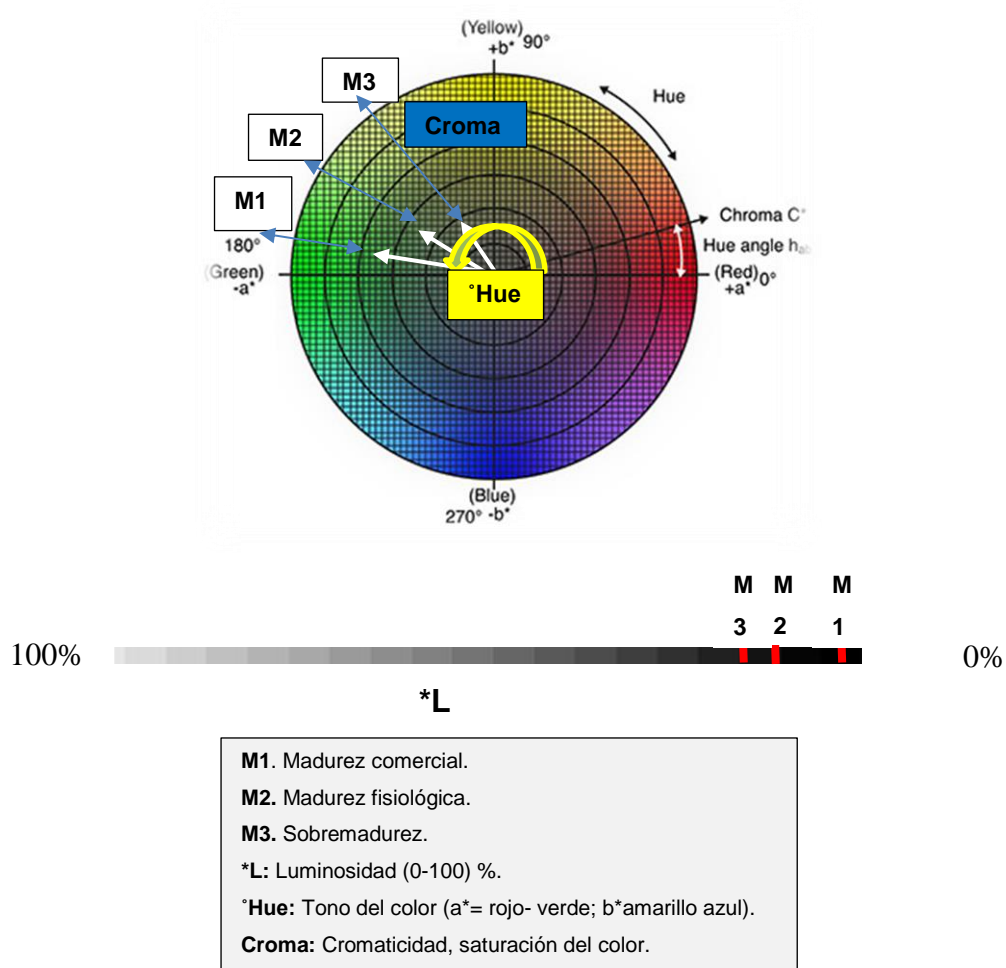 (Yellow)
+b* 90°
M3
Hue
Croma
M2
M1
Chroma C*
180°
Hue angle hab
(Green)
-a*
(Red) 0°
+a*
°Hue
(Blue)
270° -b*
M M M
3 2 1
100% 0%
*L
M1. Madurez comercial.
M2. Madurez fisiológica.
M3. Sobremadurez.
*L: Luminosidad (0-100) %.
°Hue: Tono del color (a*= rojo- verde; b*amarillo azul).
Croma: Cromaticidad, saturación del color.